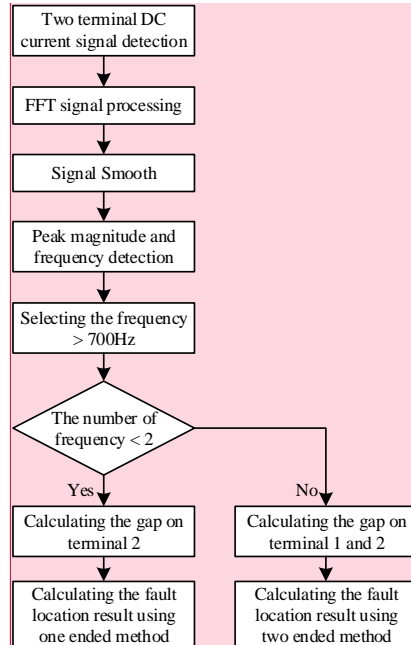 Two terminal DC
current signal detection
FFT signal processing
Signal Smooth
Peak magnitude and
frequency detection
Selecting the frequency
> 700Hz
The number of
frequency < 2
Yes
No
Calculating the gap on
terminal 2
Calculating the gap on
terminal 1 and 2
Calculating the fault
location result using
one ended method
Calculating the fault
location result using
two ended method